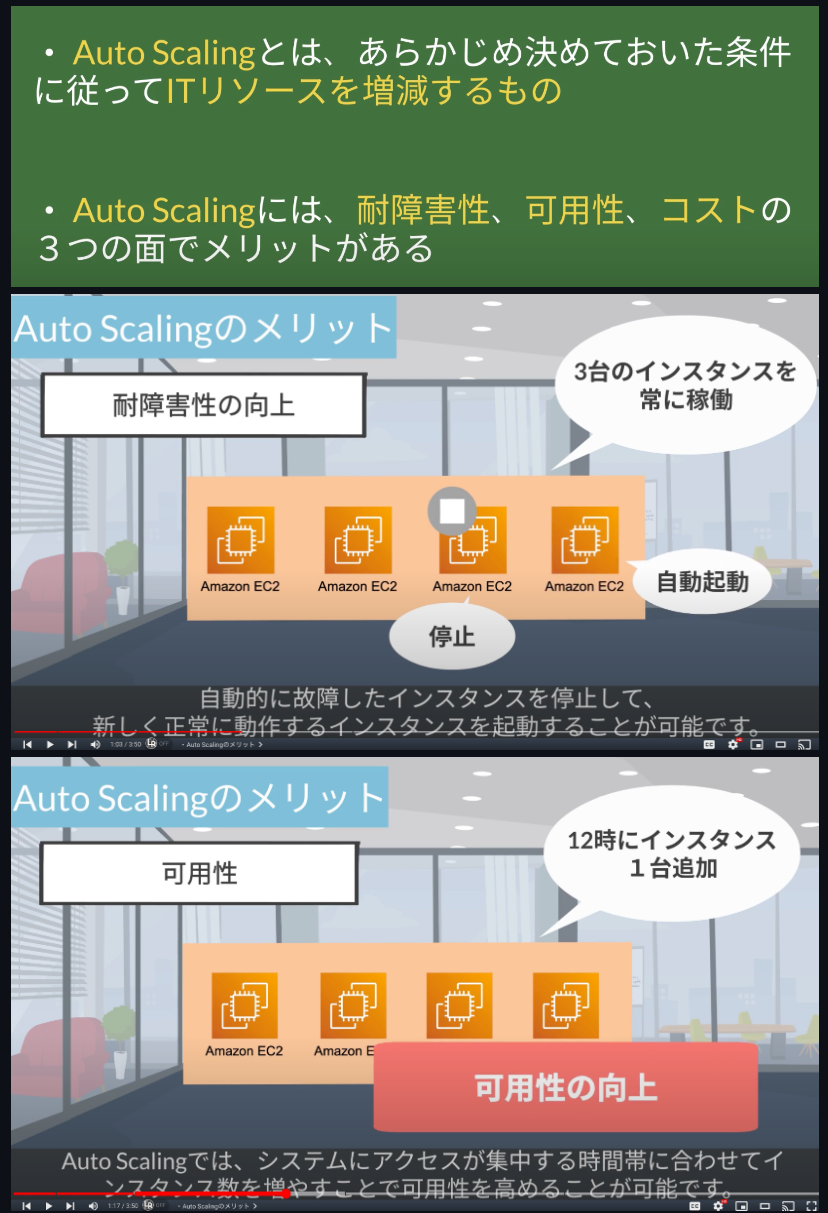 ・ Auto Scalingとは、あらかじめ決めておいた条件
に従ってITリソースを増減するもの
・ Auto Scalingには、耐障害性、可用性、コストの
３つの面でメリットがある
Auto Scalingのメリット
耐障害性の向上
3台のインスタンスを
常に稼働
Amazon EC2
Amazon EC2
Amazon EC2
Amazon EC2
自動起動
停止
自動的に故障したインスタンスを停止して、
新しく正常に動作するインスタンスを起動することが可能です。
1:03 / 3:50
・Auto Scalingのメリット
Auto Scalingのメリット
可用性
12時にインスタンス
１台追加
Amazon EC2
Amazon E
可用性の向上
Auto Scalingでは、システムにアクセスが集中する時間帯に合わせてイ
ンスタンス数を増やすことで可用性を高めることが可能です。
1:17 / 3:50
・Auto Scalingのメリット